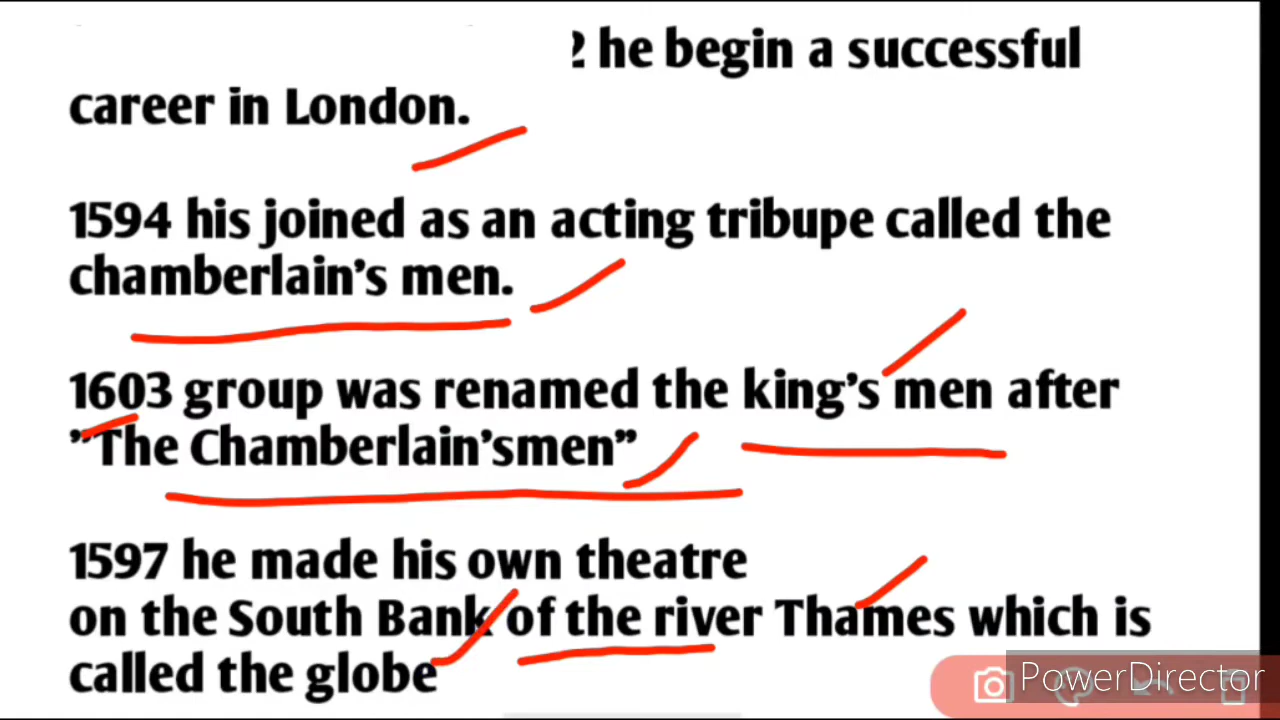 he begin a successful
career in London.
1594 his joined as an acting tribupe called the
chamberlain's men.
1603 group was renamed the king's men after
"The Chamberlain'smen"
1597 he made his own theatre
on the South Bank of the river Thames which is
called the globe
PowerDirector